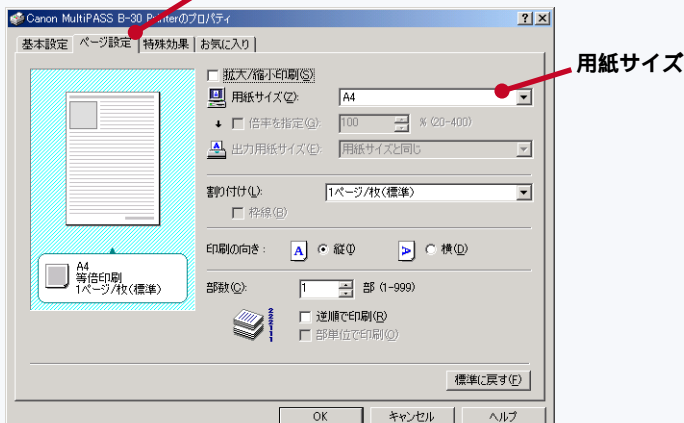 Canon MultiPASS B-30 Printerのプロパティ
基本設定 ページ設定 特殊効果 お気に入り
用紙サイズ
拡大/縮小印刷(S)
用紙サイズ(Z): A4
倍率を指定(G): 100 % (20-400)
出力用紙サイズ(E): 用紙サイズと同じ
割り付け(L): 1ページ/枚(標準)
枠線(B)
印刷の向き: A 縦(T) A 横(D)
A4
等倍印刷
1ページ/枚(標準)
部数(C): 1 部 (1-999)
逆順で印刷(R)
部単位で印刷(O)
標準に戻す(F)
OK キャンセル ヘルプ